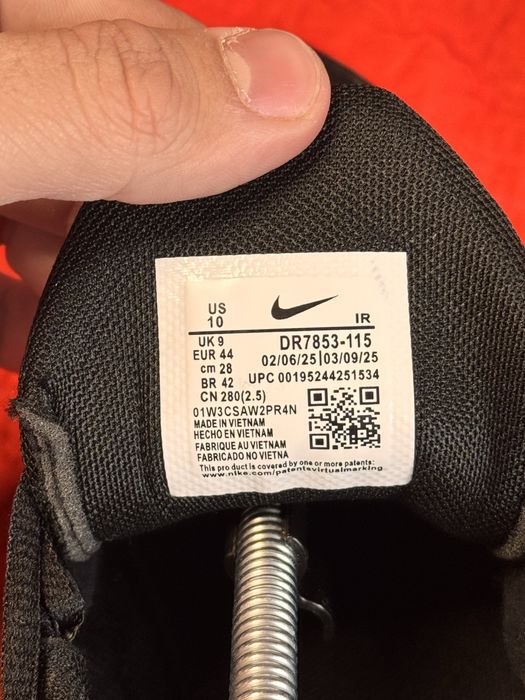 US
10
IR
UK 9
EUR 44
cm 28
BR 42
CN 280(2.5)
DR7853-115
02/06/25|03/09/25
UPC 00195244251534
01W3CSAW2PR4N
MADE IN VIETNAM
HECHO EN VIETNAM
FABRIQUE AU VIETNAM
FABRICADO NO VIETNA
This product is covered by one or more patents:
www.nike.com/patentsvirtualmarking